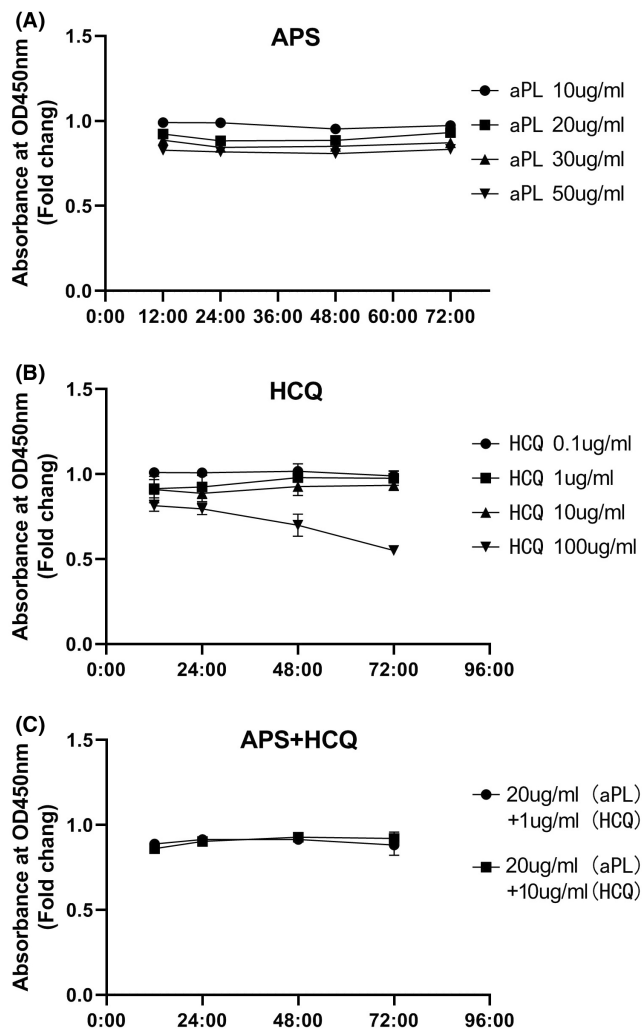 (A)
APS
Absorbance at OD450nm
(Fold chang)
1.5
1.0
0.5
0.0
0:00 12:00 24:00 36:00 48:00 60:00 72:00
aPL 10ug/ml
aPL 20ug/ml
aPL 30ug/ml
aPL 50ug/ml
(B)
HCQ
Absorbance at OD450nm
(Fold chang)
1.5
1.0
0.5
0.0
0:00 24:00 48:00 72:00 96:00
HCQ 0.1ug/ml
HCQ 1ug/ml
HCQ 10ug/ml
HCQ 100ug/ml
(C)
APS+HCQ
Absorbance at OD450nm
(Fold chang)
1.5
1.0
0.5
0.0
0:00 24:00 48:00 72:00 96:00
20ug/ml (aPL)
+1ug/ml (HCQ)
20ug/ml (aPL)
+10ug/ml (HCQ)